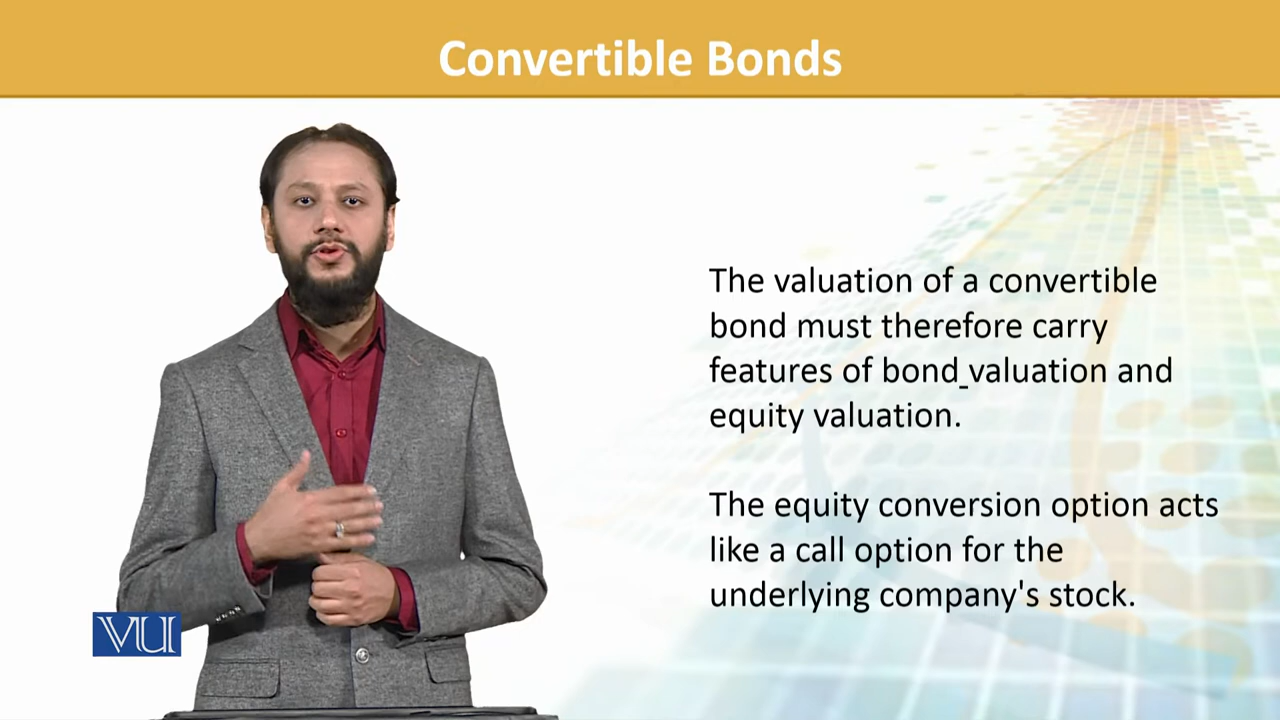 Convertible Bonds
The valuation of a convertible
bond must therefore carry
features of bond_valuation and
equity valuation.
The equity conversion option acts
like a call option for the
underlying company's stock.
VU